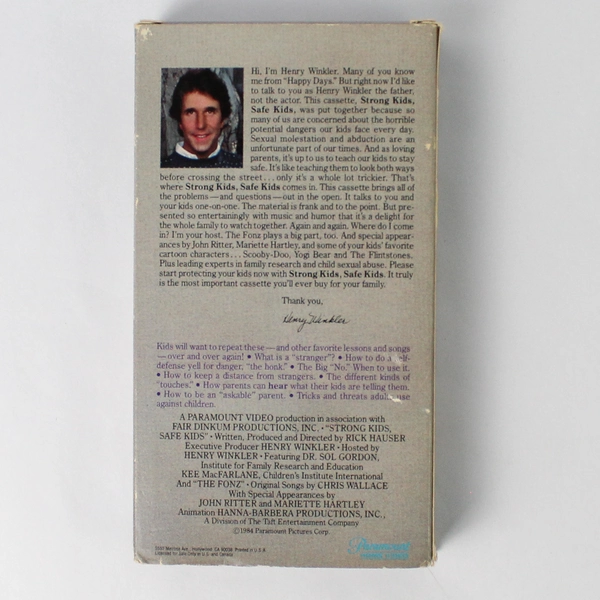 Hi, I'm Henry Winkler. Many of you know
me from "Happy Days." But right now I'd like
to talk to you as Henry Winkler the father,
not the actor. This cassette, Strong Kids,
Safe Kids, was put together because so
many of us are concerned about the horrible
potential dangers our kids face every day.
Sexual molestation and abduction are an
unfortunate part of our times. And as loving
parents, it's up to us to teach our kids to stay
safe. It's like teaching them to look both ways
before crossing the street...only it's a whole lot trickier. That's
where Strong Kids, Safe Kids comes in. This cassette brings all of
the problems—and questions—out in the open. It talks to you and
your kids one-on-one. The material is frank and to the point. But pre-
sented so entertainingly with music and humor that it's a delight for
the whole family to watch together. Again and again. Where do I come
in? I'm your host. The Fonz plays a big part, too. And special appear-
ances by John Ritter, Mariette Hartley, and some of your kids' favorite
cartoon characters... Scooby-Doo, Yogi Bear and The Flintstones.
Plus leading experts in family research and child sexual abuse. Please
start protecting your kids now with Strong Kids, Safe Kids. It truly
is the most important cassette you'll ever buy for your family.
Thank you,
Henry Winkler
Kids will want to repeat these—and other favorite lessons and songs
—over and over again! • What is a "stranger"? • How to do a elf-
defense yell for danger, "the honk." • The Big "No." When to use it.
• How to keep a distance from strangers. • The different kinds of
"touches." • How parents can hear what their kids are telling them.
• How to be an "askable" parent. • Tricks and threats adults use
against children.
A PARAMOUNT VIDEO production in association with
FAIR DINKUM PRODUCTIONS, INC. • "STRONG KIDS,
SAFE KIDS" • Written, Produced and Directed by RICK HAUSER
Executive Producer HENRY WINKLER • Hosted by
HENRY WINKLER • Featuring DR. SOL GORDON,
Institute for Family Research and Education
KEE MacFARLANE, Children's Institute International
And "THE FONZ" • Original Songs by CHRIS WALLACE
With Special Appearances by
JOHN RITTER and MARIETTE HARTLEY
Animation HANNA-BARBERA PRODUCTIONS, INC.,
A Division of The Taft Entertainment Company
©1984 Paramount Pictures Corp.
Hollywood, CA 90038 Printed in U.S.A.
Licensed for Sale Only in U.S. and Canada
Paramount